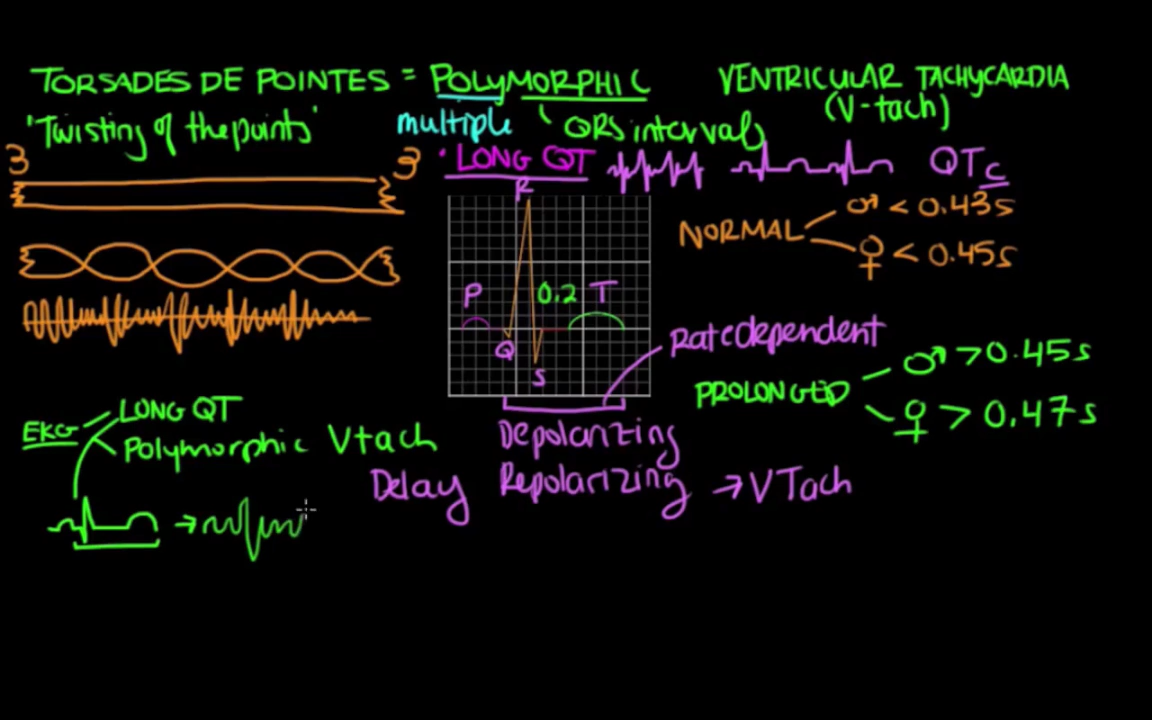 TORSADES DE POINTES = POLYMORPHIC VENTRICULAR TACHYCARDIA
(V-tach)
'Twisting of the points'
multiple
QRS intervals
• LONG QT
QTc
NORMAL
♂ < 0.43s
♀ < 0.45s
R
P
0.2
T
Q
S
Rate dependent
PROLONGED
♂ > 0.45s
♀ > 0.47s
EKG
LONG QT
Polymorphic Vtach
Depolarizing
Delay Repolarizing → VTach